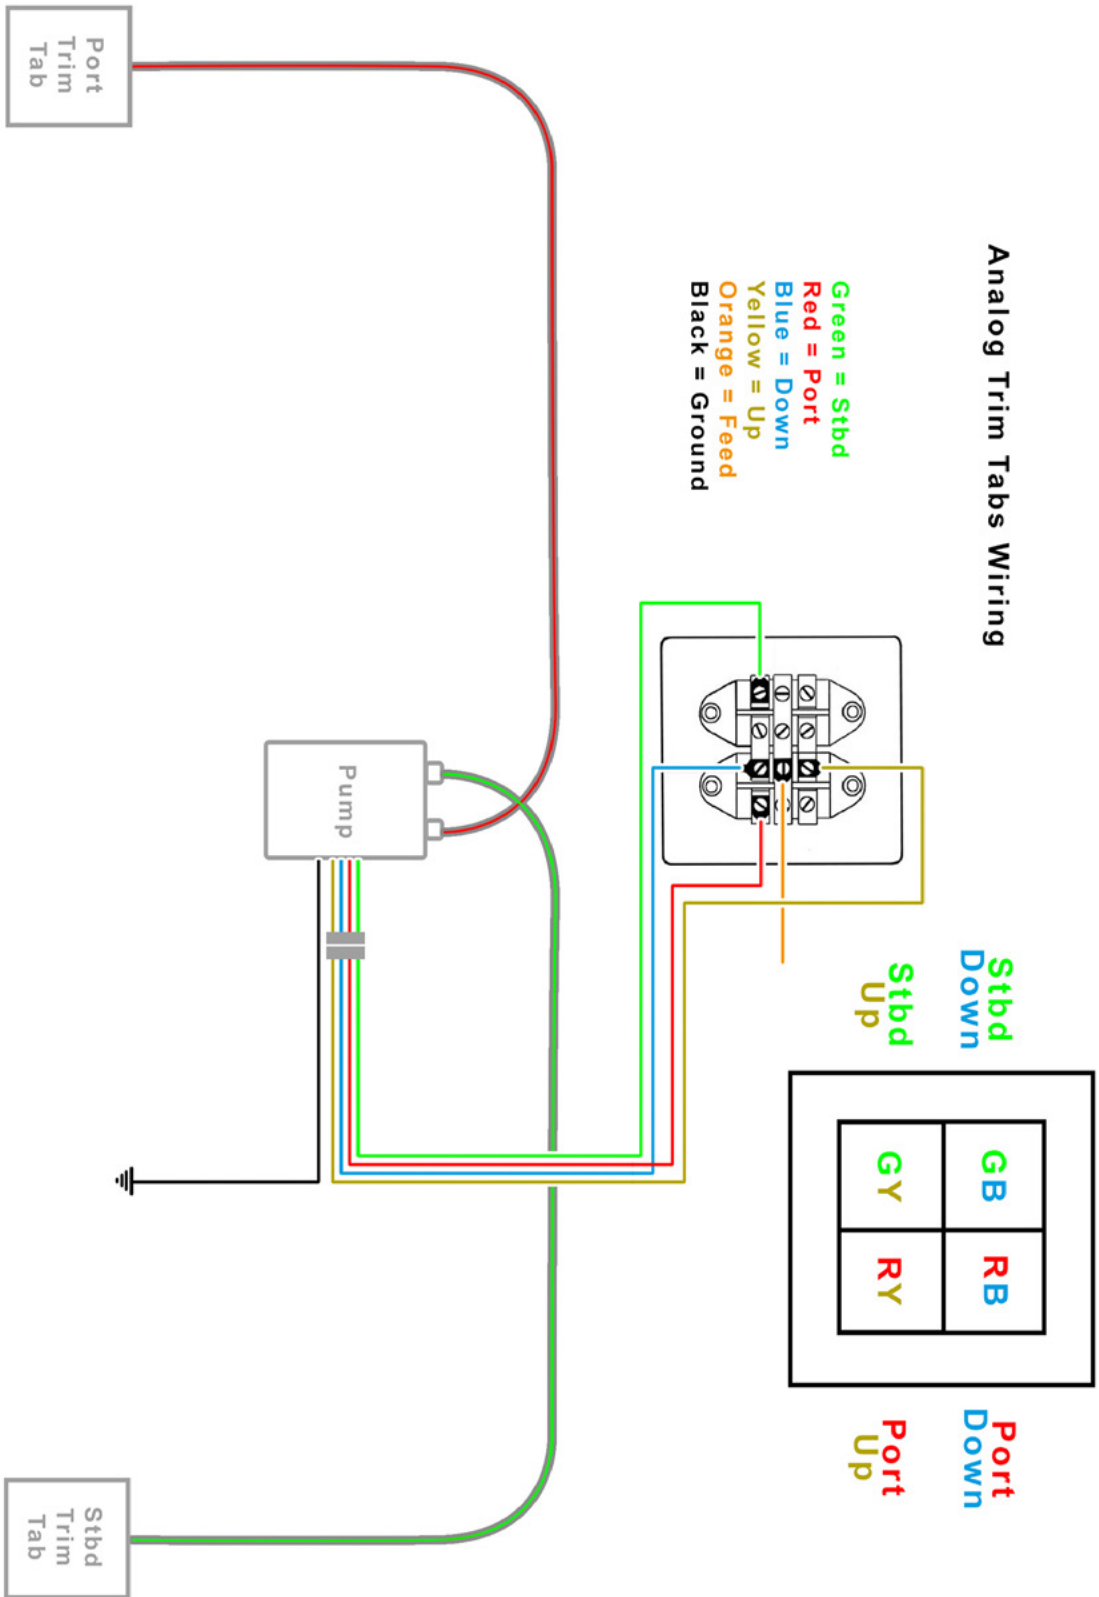 Analog Trim Tabs Wiring
Green = Stbd
Red = Port
Blue = Down
Yellow = Up
Orange = Feed
Black = Ground
Stbd
Down
Stbd
Up
GB
RB
GY
RY
Port
Down
Port
Up
Pump
Port
Trim
Tab
Stbd
Trim
Tab